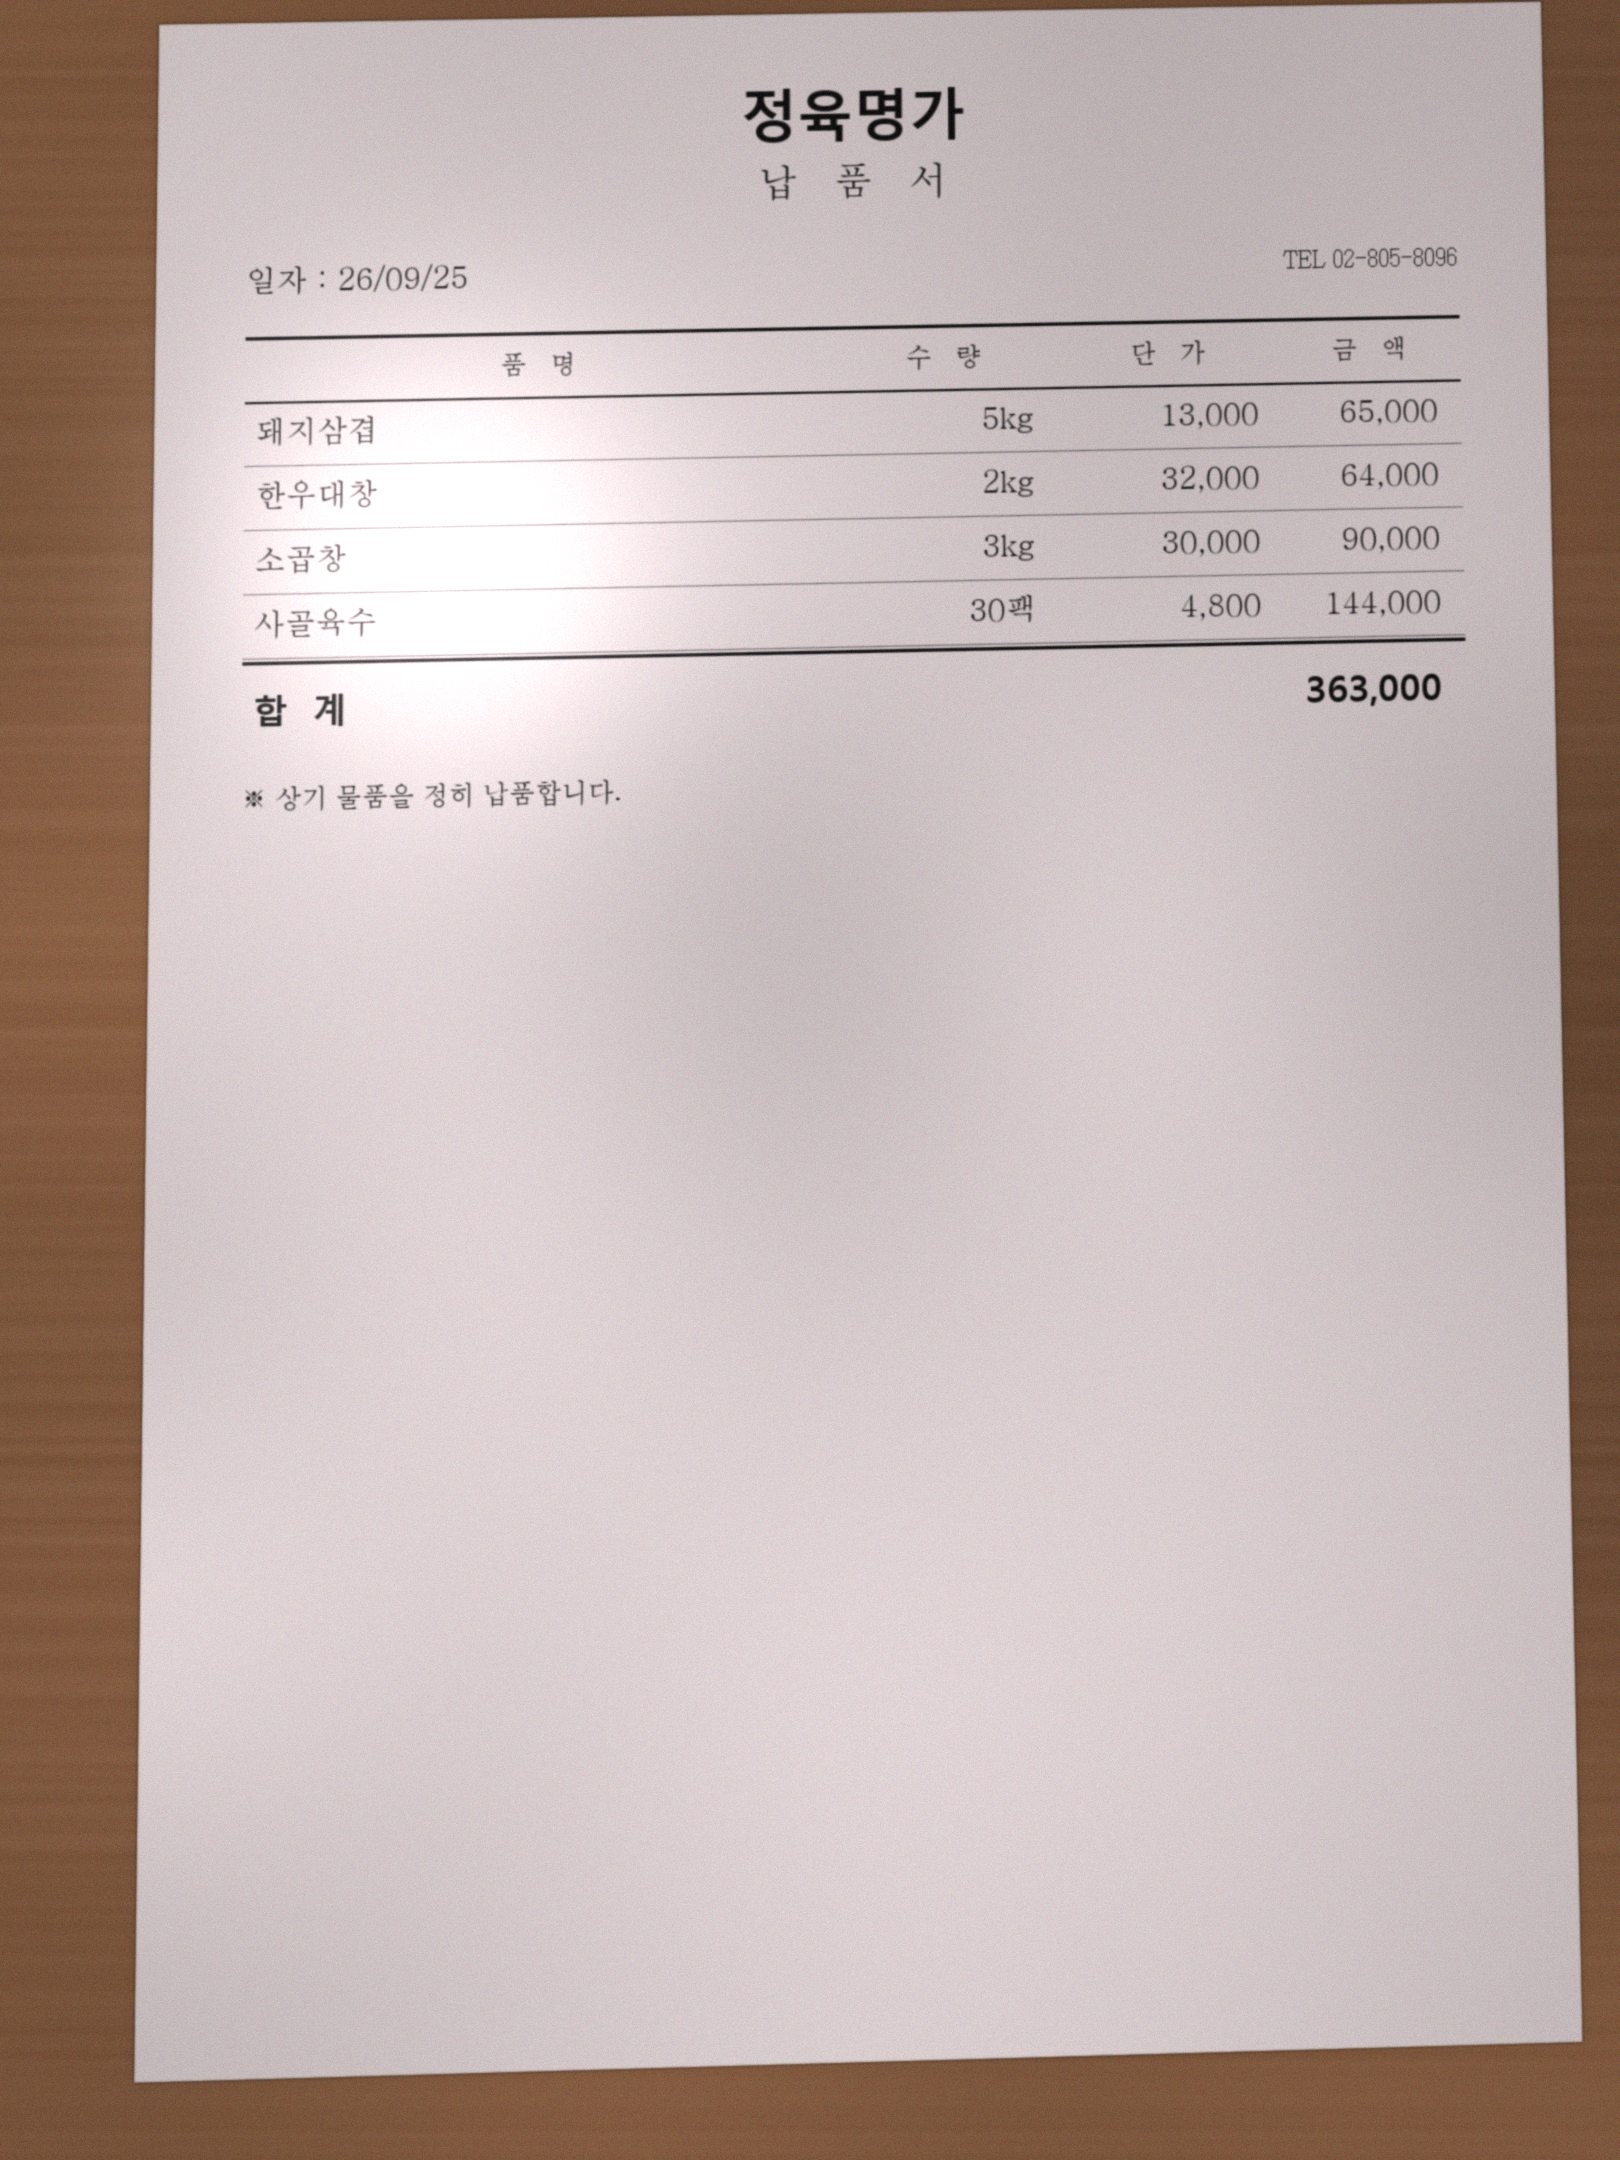 정육명가
납 품 서
일자 : 26/09/25 TEL 02-805-8096
품 명 수 량 단 가 금 액
돼지삼겹 5kg 13,000 65,000
한우대창 2kg 32,000 64,000
소곱창 3kg 30,000 90,000
사골육수 30팩 4,800 144,000
합 계 363,000
※ 상기 물품을 정히 납품합니다.